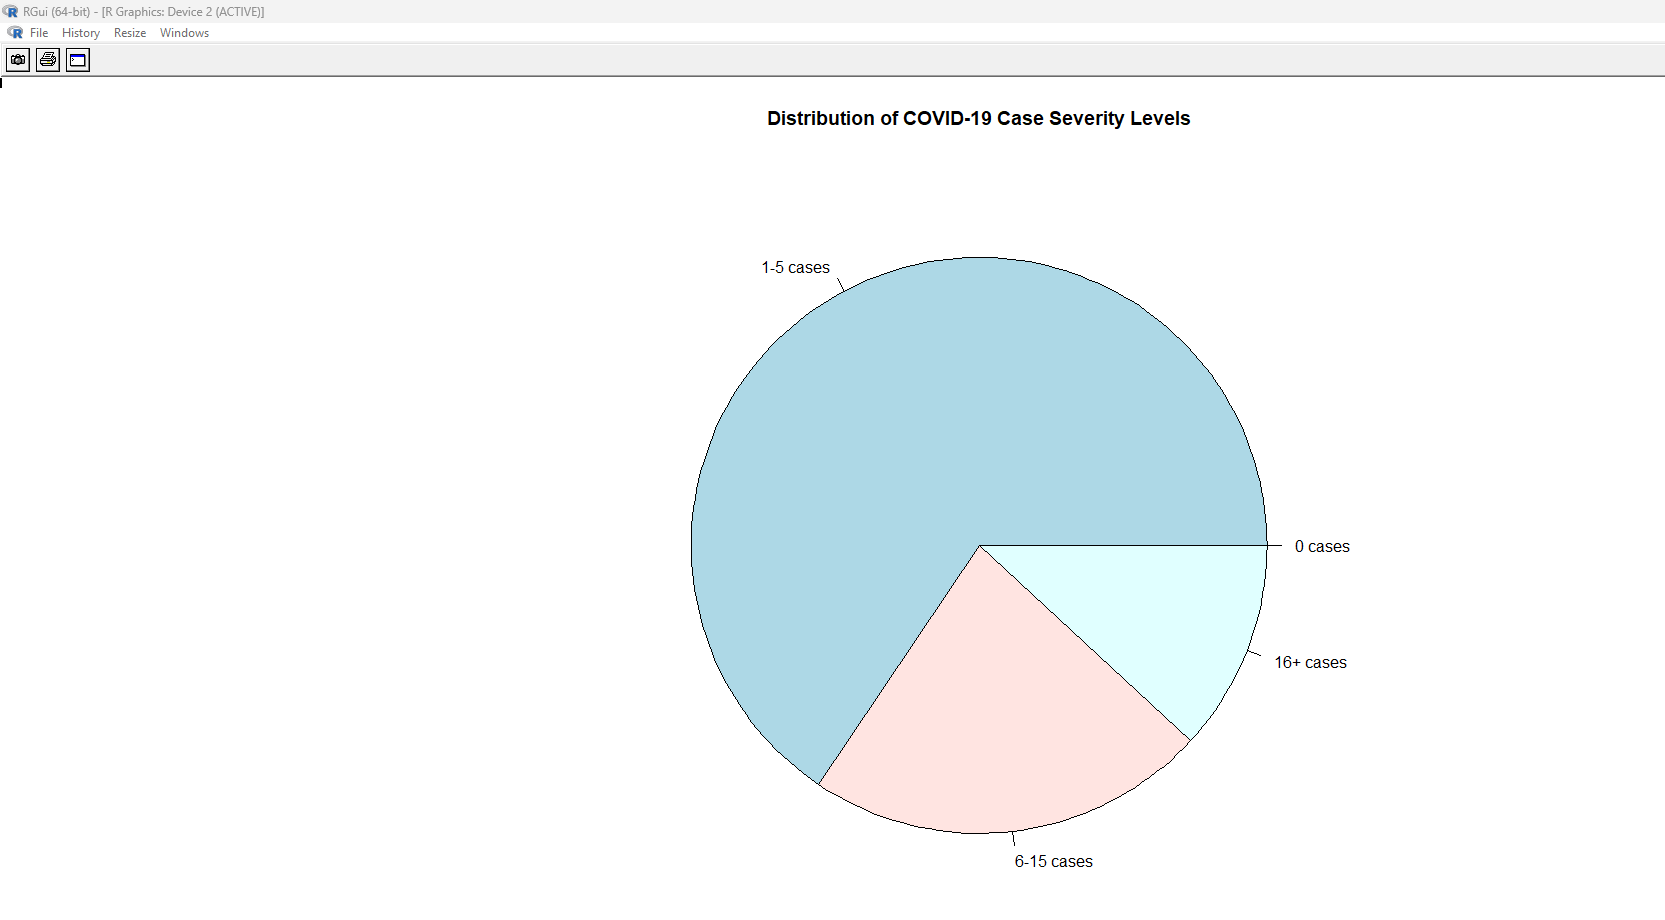 RGui (64-bit) - [R Graphics: Device 2 (ACTIVE)]
File History Resize Windows
Distribution of COVID-19 Case Severity Levels
1-5 cases
0 cases
16+ cases
6-15 cases